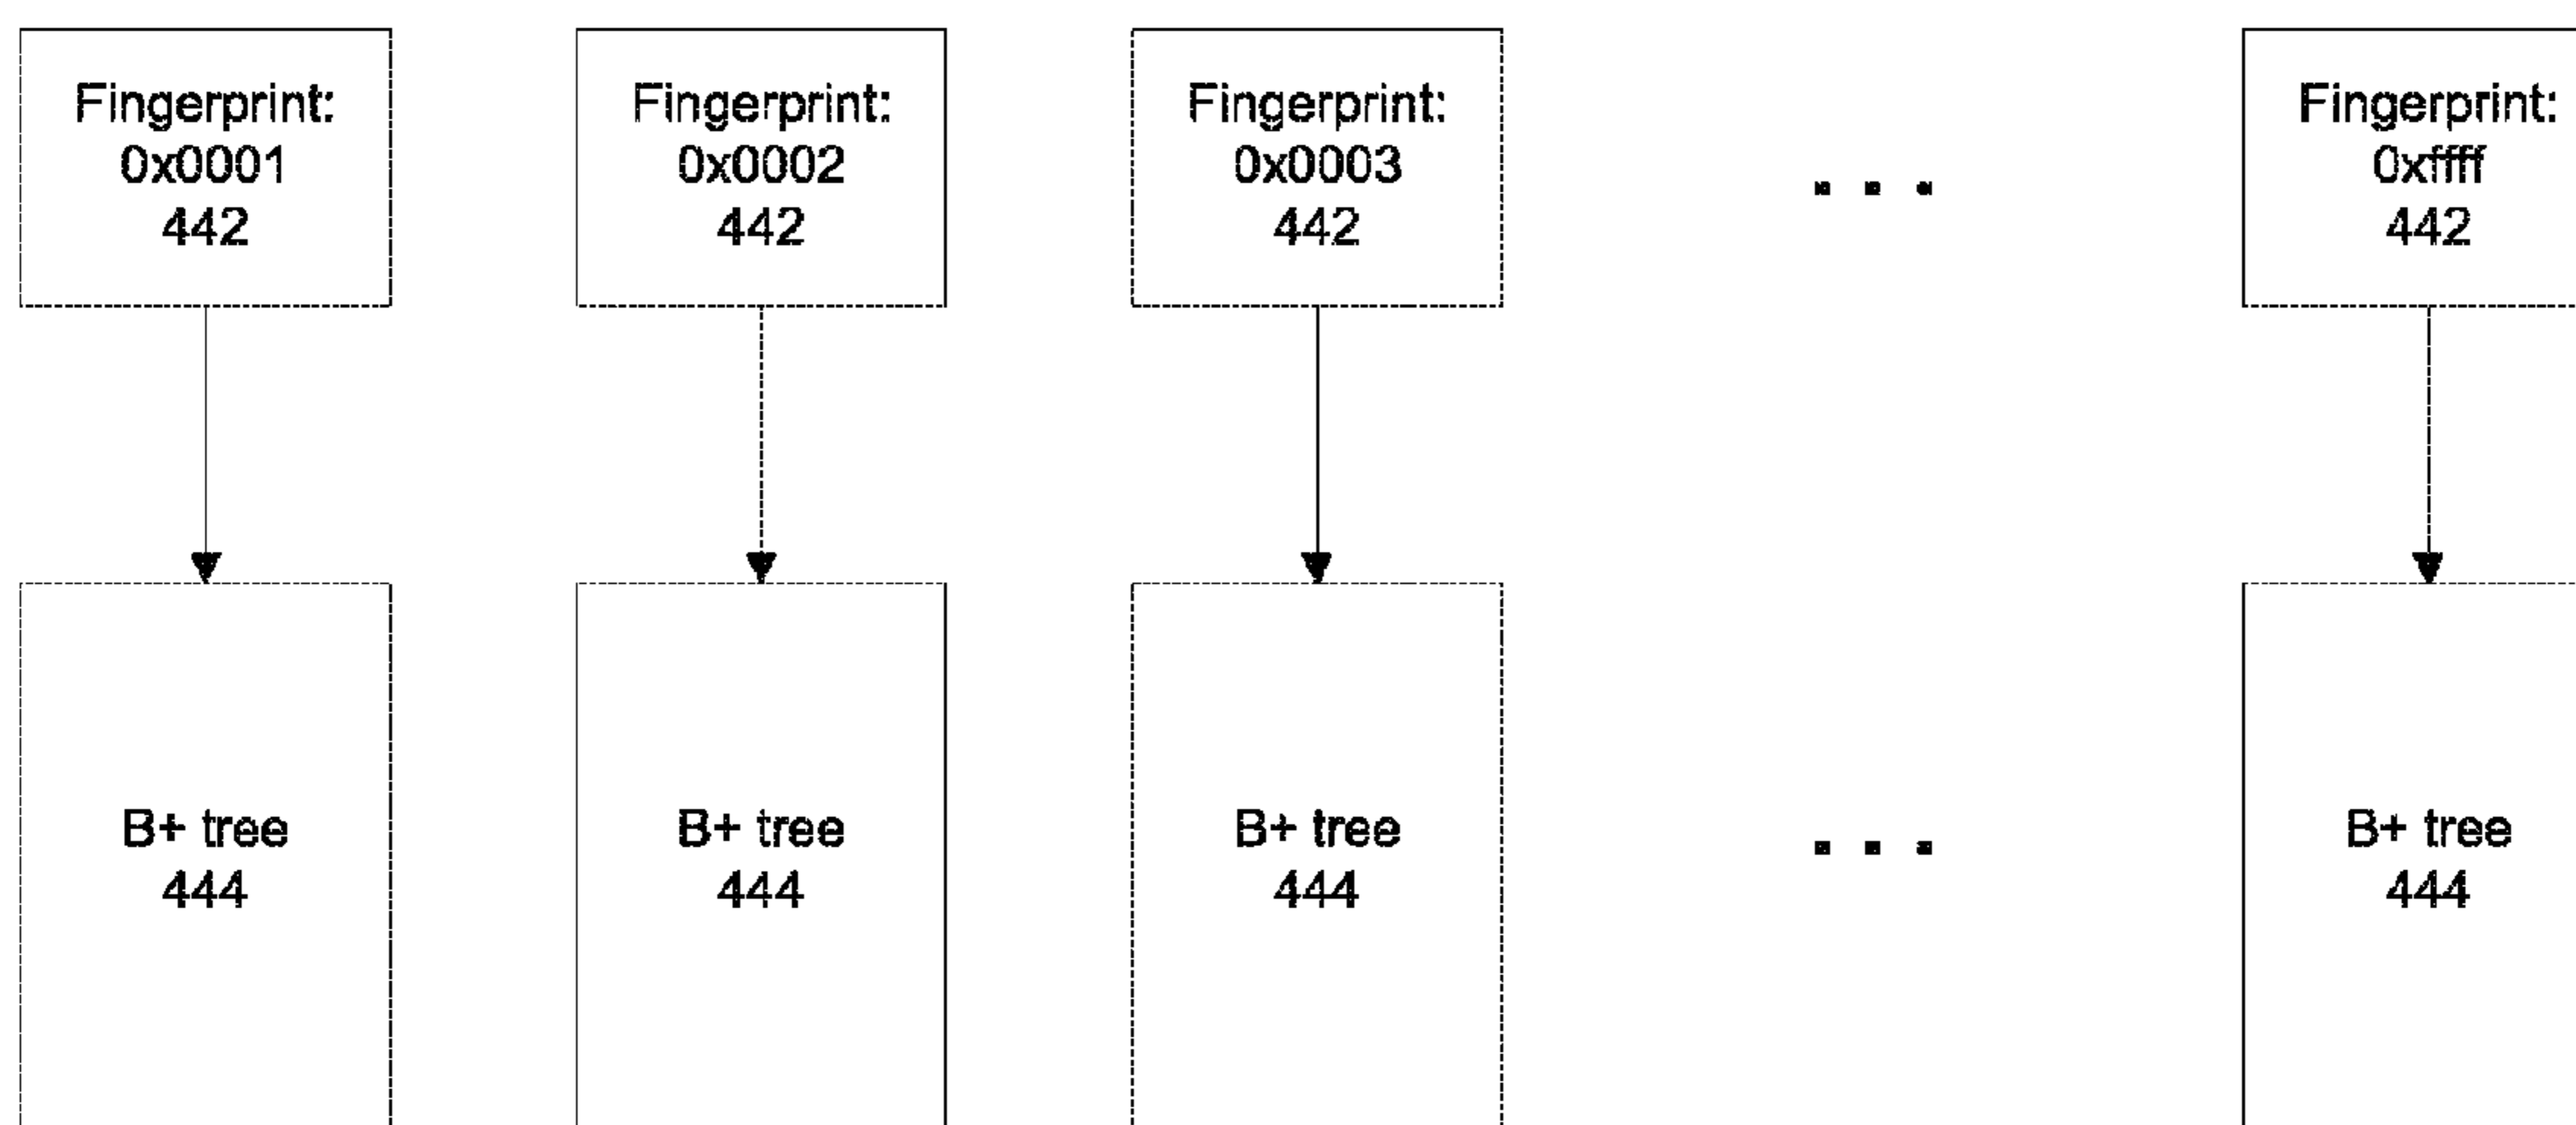 Fingerprint:
0x0001
442
Fingerprint:
0x0002
442
Fingerprint:
0x0003
442
. . .
Fingerprint:
0xffff
442
B+ tree
444
B+ tree
444
B+ tree
444
. . .
B+ tree
444